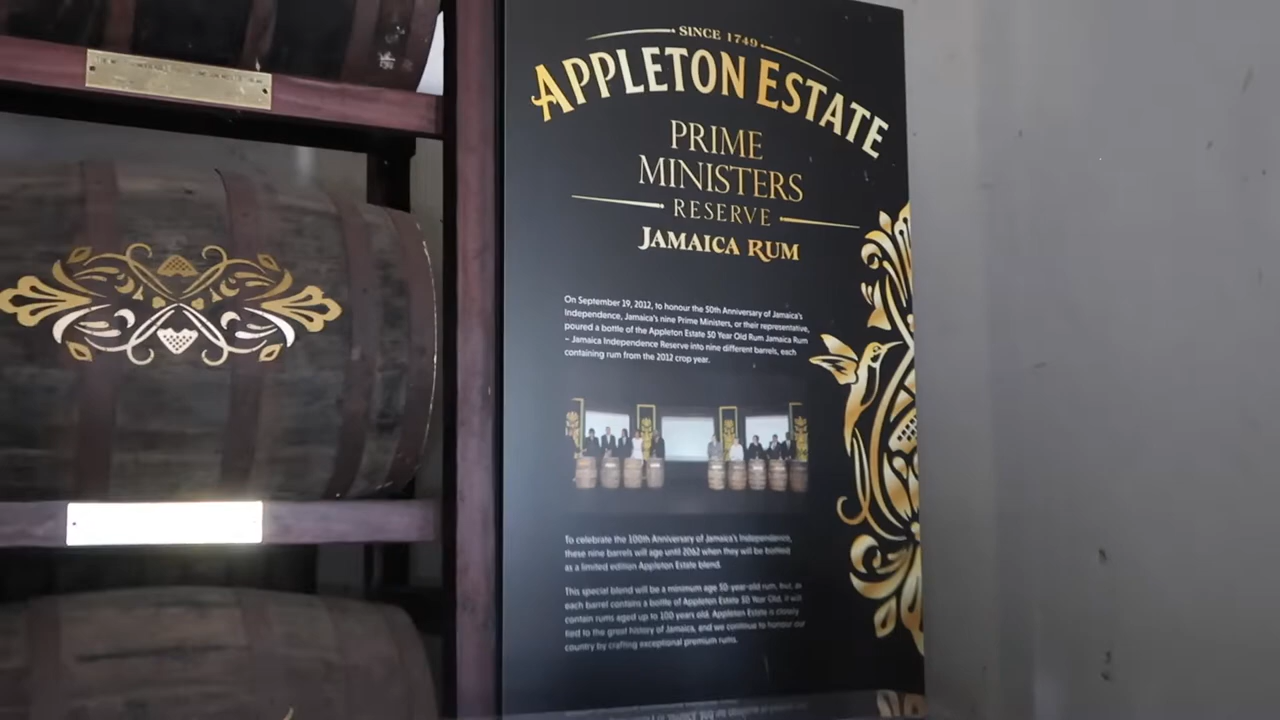 SINCE 1749
APPLETON ESTATE
PRIME
MINISTERS
RESERVE
JAMAICA RUM
On September 19, 2012, to honour the 50th Anniversary of Jamaica's
Independence, Jamaica's nine Prime Ministers, or their representative,
poured a bottle of the Appleton Estate 50 Year Old Rum Jamaica Rum
– Jamaica Independence Reserve into nine different barrels, each
containing rum from the 2012 crop year.
To celebrate the 100th Anniversary of Jamaica's Independence,
these nine barrels will age until 2062 when they will be bottled
as a limited edition Appleton Estate blend.
This special blend will be a minimum age 50-year-old rum, but, as
each barrel contains a bottle of Appleton Estate 50 Year Old, it will
contain rums aged up to 100 years old. Appleton Estate is closely
tied to the great history of Jamaica, and we continue to honour our
country by crafting exceptional premium rums.